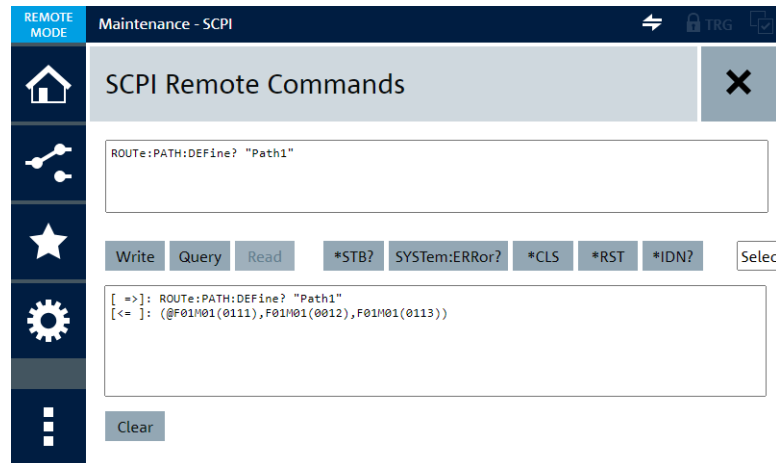 REMOTE
MODE
Maintenance - SCPI
TRG
SCPI Remote Commands
ROUTe:PATH:DEFine? "Path1"
Write Query Read *STB? SYSTem:ERRor? *CLS *RST *IDN? Selec
[ =>]: ROUTe:PATH:DEFine? "Path1"
[<= ]: (@F01M01(0111),F01M01(0012),F01M01(0113))
Clear